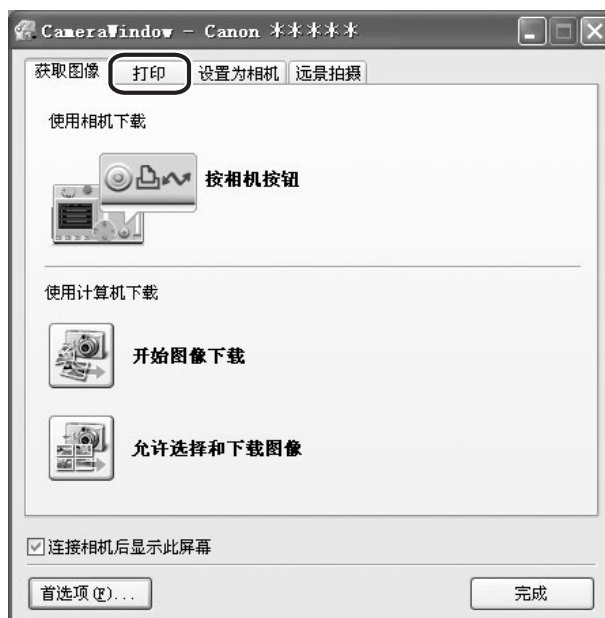 CameraWindow - Canon *****
获取图像 打印 设置为相机 远景拍摄
使用相机下载
按相机按钮
使用计算机下载
开始图像下载
允许选择和下载图像
连接相机后显示此屏幕
首选项(F)... 完成